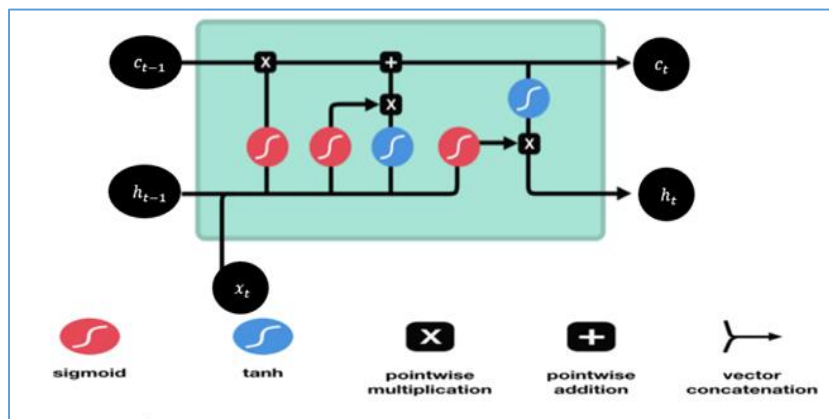 c_{t-1}
x
+
c_t
x
x
h_{t-1}
h_t
x_t
x
+
sigmoid
tanh
pointwise
multiplication
pointwise
addition
vector
concatenation